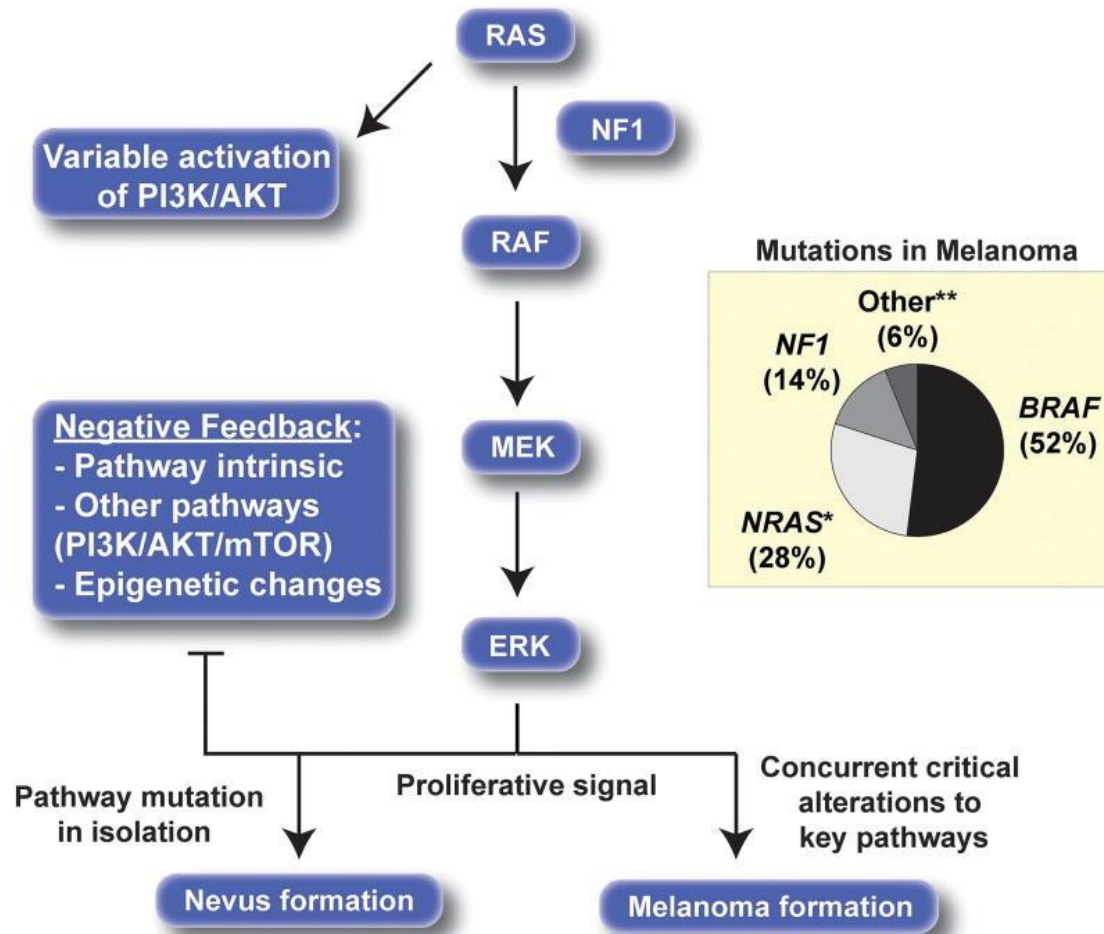 RAS
NF1
Variable activation
of PI3K/AKT
RAF
Mutations in Melanoma
Other**
(6%)
NF1
(14%)
BRAF
(52%)
NRAS*
(28%)
Negative Feedback:
- Pathway intrinsic
- Other pathways
(PI3K/AKT/mTOR)
- Epigenetic changes
MEK
ERK
Pathway mutation
in isolation
Proliferative signal
Concurrent critical
alterations to
key pathways
Nevus formation
Melanoma formation